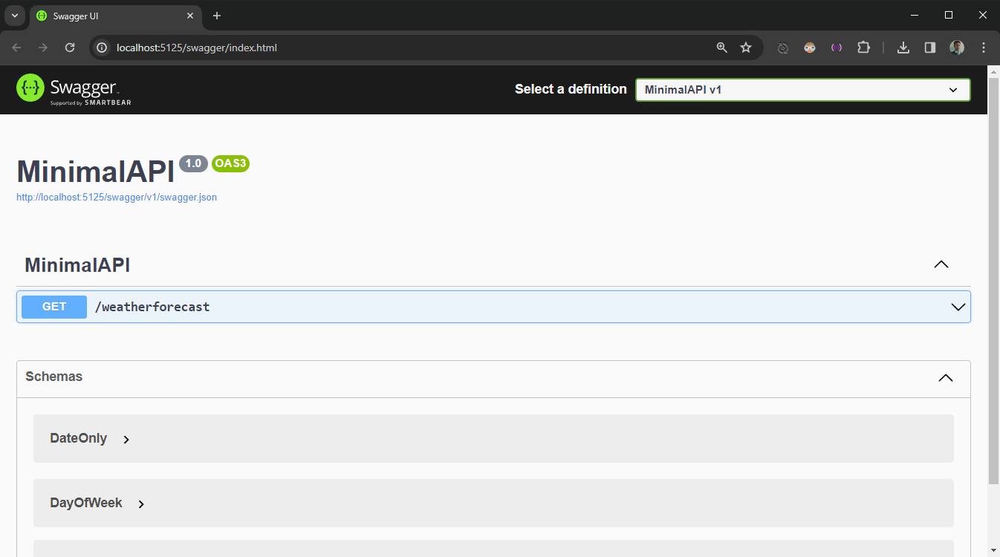 Swagger UI
localhost:5125/swagger/index.html
Swagger
Supported by SMARTBEAR
Select a definition
MinimalAPI v1
MinimalAPI 1.0 OAS3
http://localhost:5125/swagger/v1/swagger.json
MinimalAPI
GET /weatherforecast
Schemas
DateOnly
DayOfWeek